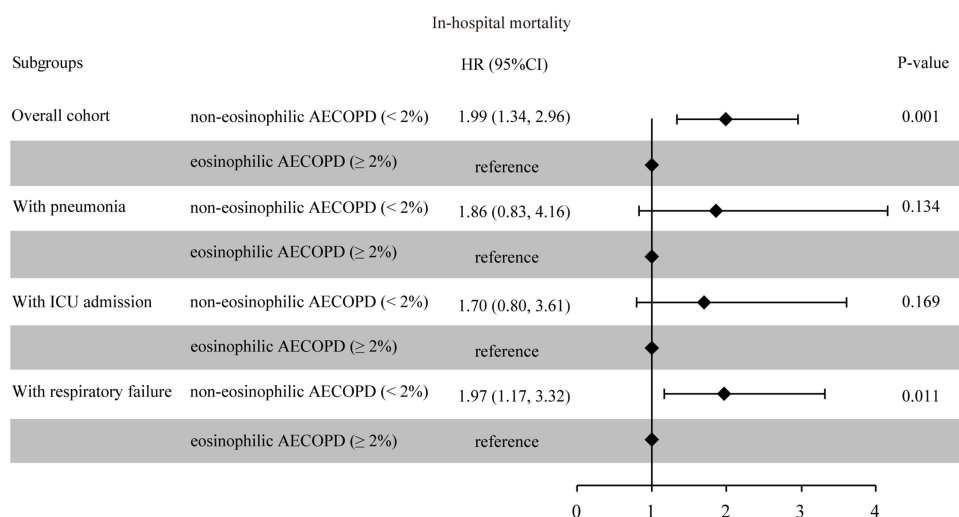 In-hospital mortality
Subgroups HR (95%CI) P-value
Overall cohort non-eosinophilic AECOPD (< 2%) 1.99 (1.34, 2.96) 0.001
eosinophilic AECOPD (≥ 2%) reference
With pneumonia non-eosinophilic AECOPD (< 2%) 1.86 (0.83, 4.16) 0.134
eosinophilic AECOPD (≥ 2%) reference
With ICU admission non-eosinophilic AECOPD (< 2%) 1.70 (0.80, 3.61) 0.169
eosinophilic AECOPD (≥ 2%) reference
With respiratory failure non-eosinophilic AECOPD (< 2%) 1.97 (1.17, 3.32) 0.011
eosinophilic AECOPD (≥ 2%) reference
0 1 2 3 4